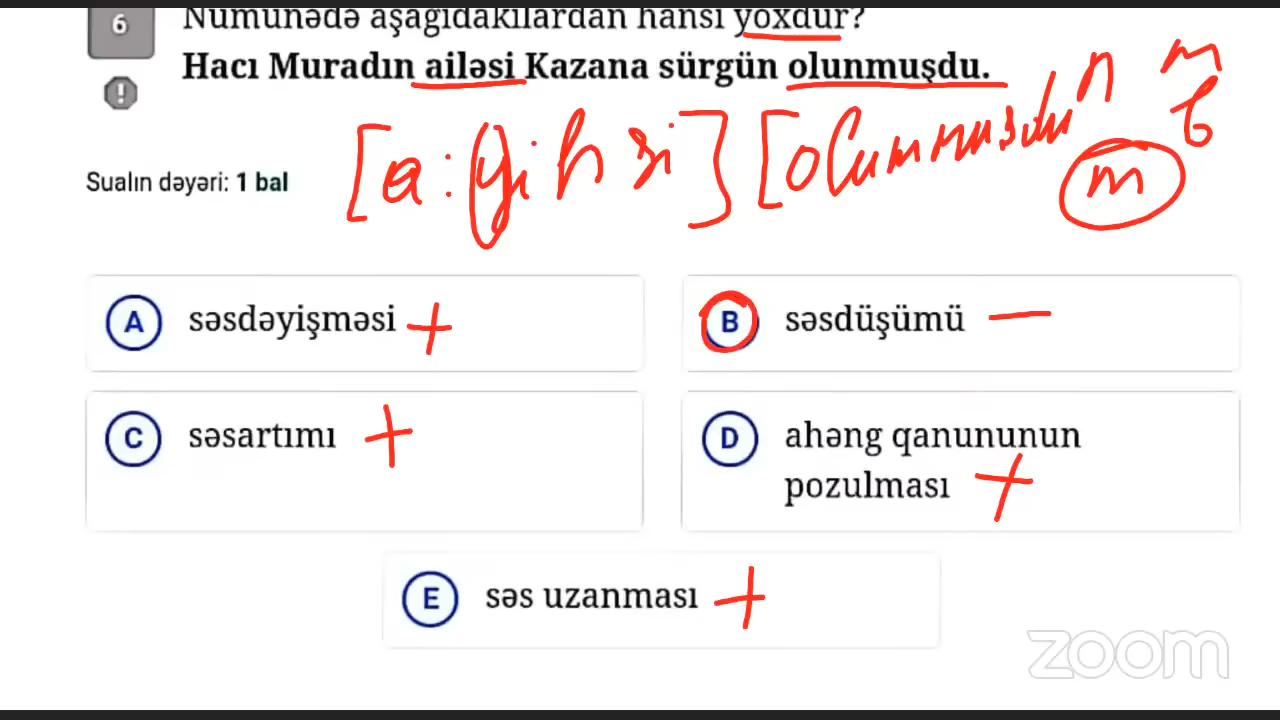 6
Nümunədə aşağıdakılardan hansı yoxdur?
Hacı Muradın ailəsi Kazana sürgün olunmuşdu.
n m b
m
Sualın dəyəri: 1 bal
A səsdəyişməsi +
B səsdüşümü –
C səsartımı +
D ahəng qanununun
pozulması +
E səs uzanması +
zoom